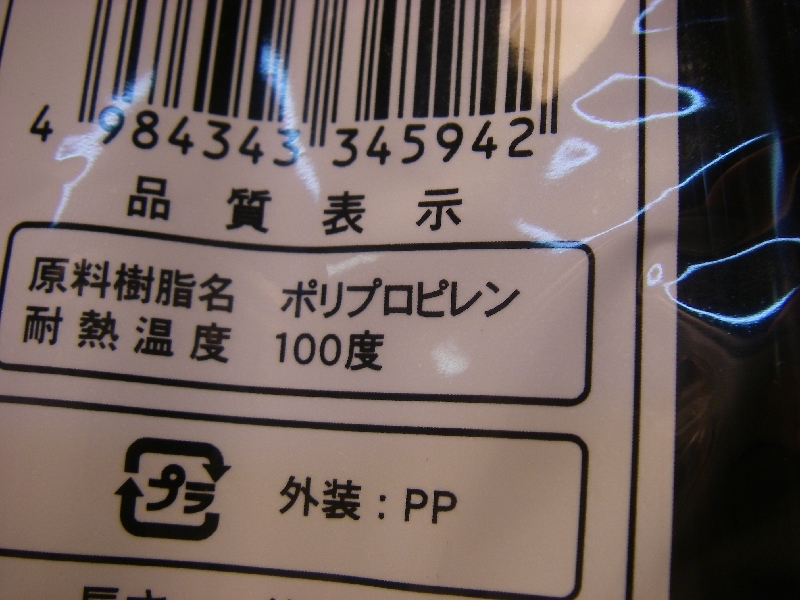 4 984343 345942
品質表示
原料樹脂名 ポリプロピレン
耐熱温度 100度
プラ 外装：PP